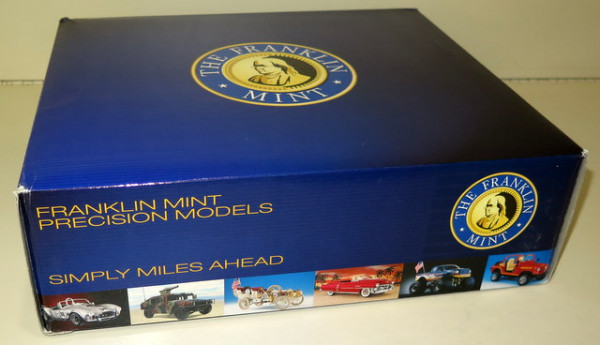 THE FRANKLIN
MINT
FRANKLIN MINT
PRECISION MODELS
SIMPLY MILES AHEAD
THE FRANKLIN
MINT